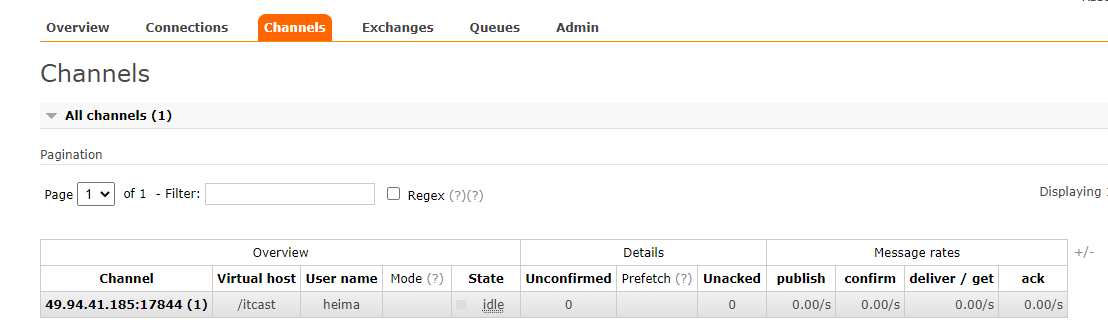 Overview Connections Channels Exchanges Queues Admin
Channels
All channels (1)
Pagination
Page 1 of 1 - Filter: Regex (?)(?)
Displaying
Overview Details Message rates +/-
Channel Virtual host User name Mode (?) State Unconfirmed Prefetch (?) Unacked publish confirm deliver / get ack
49.94.41.185:17844 (1) /itcast heima idle 0 0 0.00/s 0.00/s 0.00/s 0.00/s